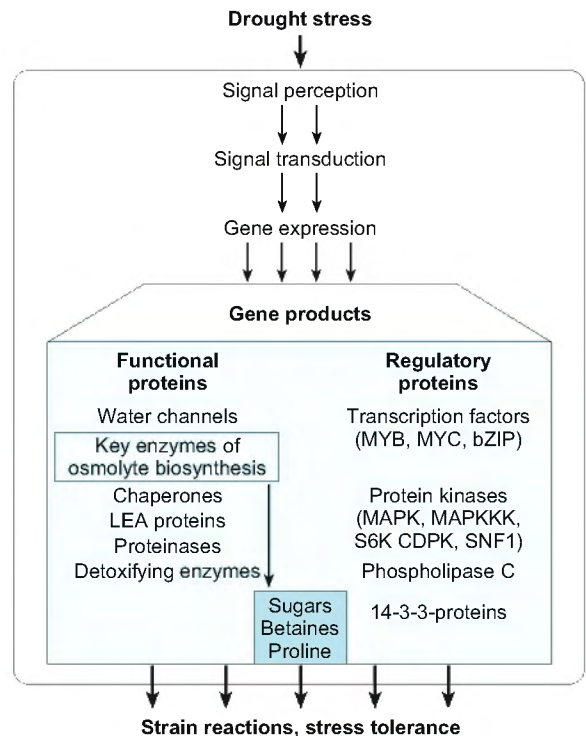 Drought stress
Signal perception
Signal transduction
Gene expression
Gene products
Functional
proteins
Water channels
Key enzymes of
osmolyte biosynthesis
Chaperones
LEA proteins
Proteinases
Detoxifying enzymes
Sugars
Betaines
Proline
Regulatory
proteins
Transcription factors
(MYB, MYC, bZIP)
Protein kinases
(MAPK, MAPKKK,
S6K CDPK, SNF1)
Phospholipase C
14-3-3-proteins
Strain reactions, stress tolerance